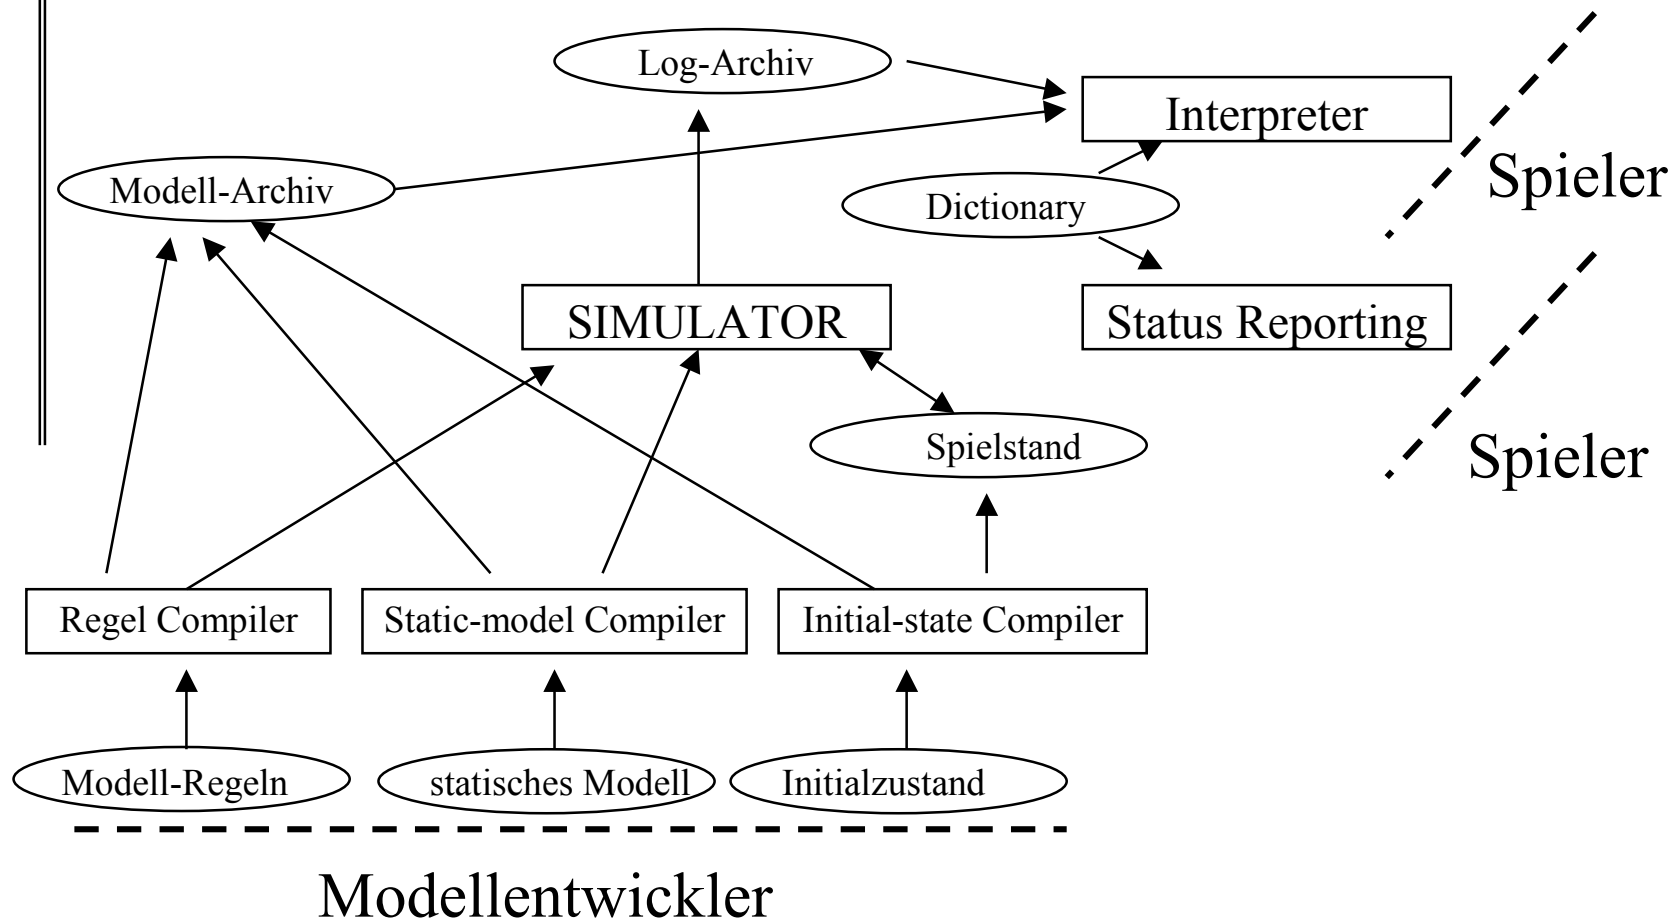 Log-Archiv
Interpreter
Spieler
Modell-Archiv
Dictionary
SIMULATOR
Status Reporting
Spielstand
Spieler
Regel Compiler
Static-model Compiler
Initial-state Compiler
Modell-Regeln
statisches Modell
Initialzustand
Modellentwickler